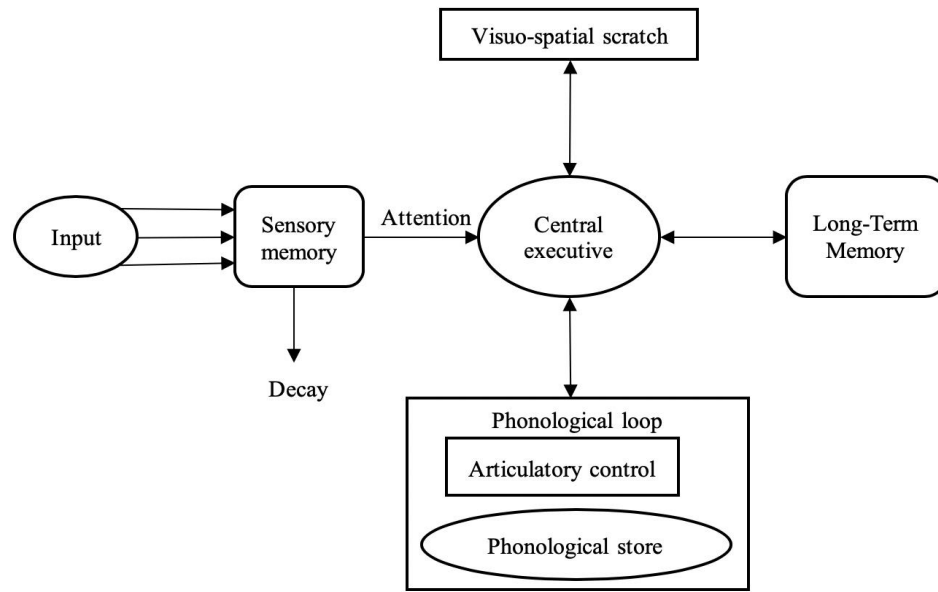 Visuo-spatial scratch
Input
Sensory
memory
Attention
Central
executive
Long-Term
Memory
Decay
Phonological loop
Articulatory control
Phonological store